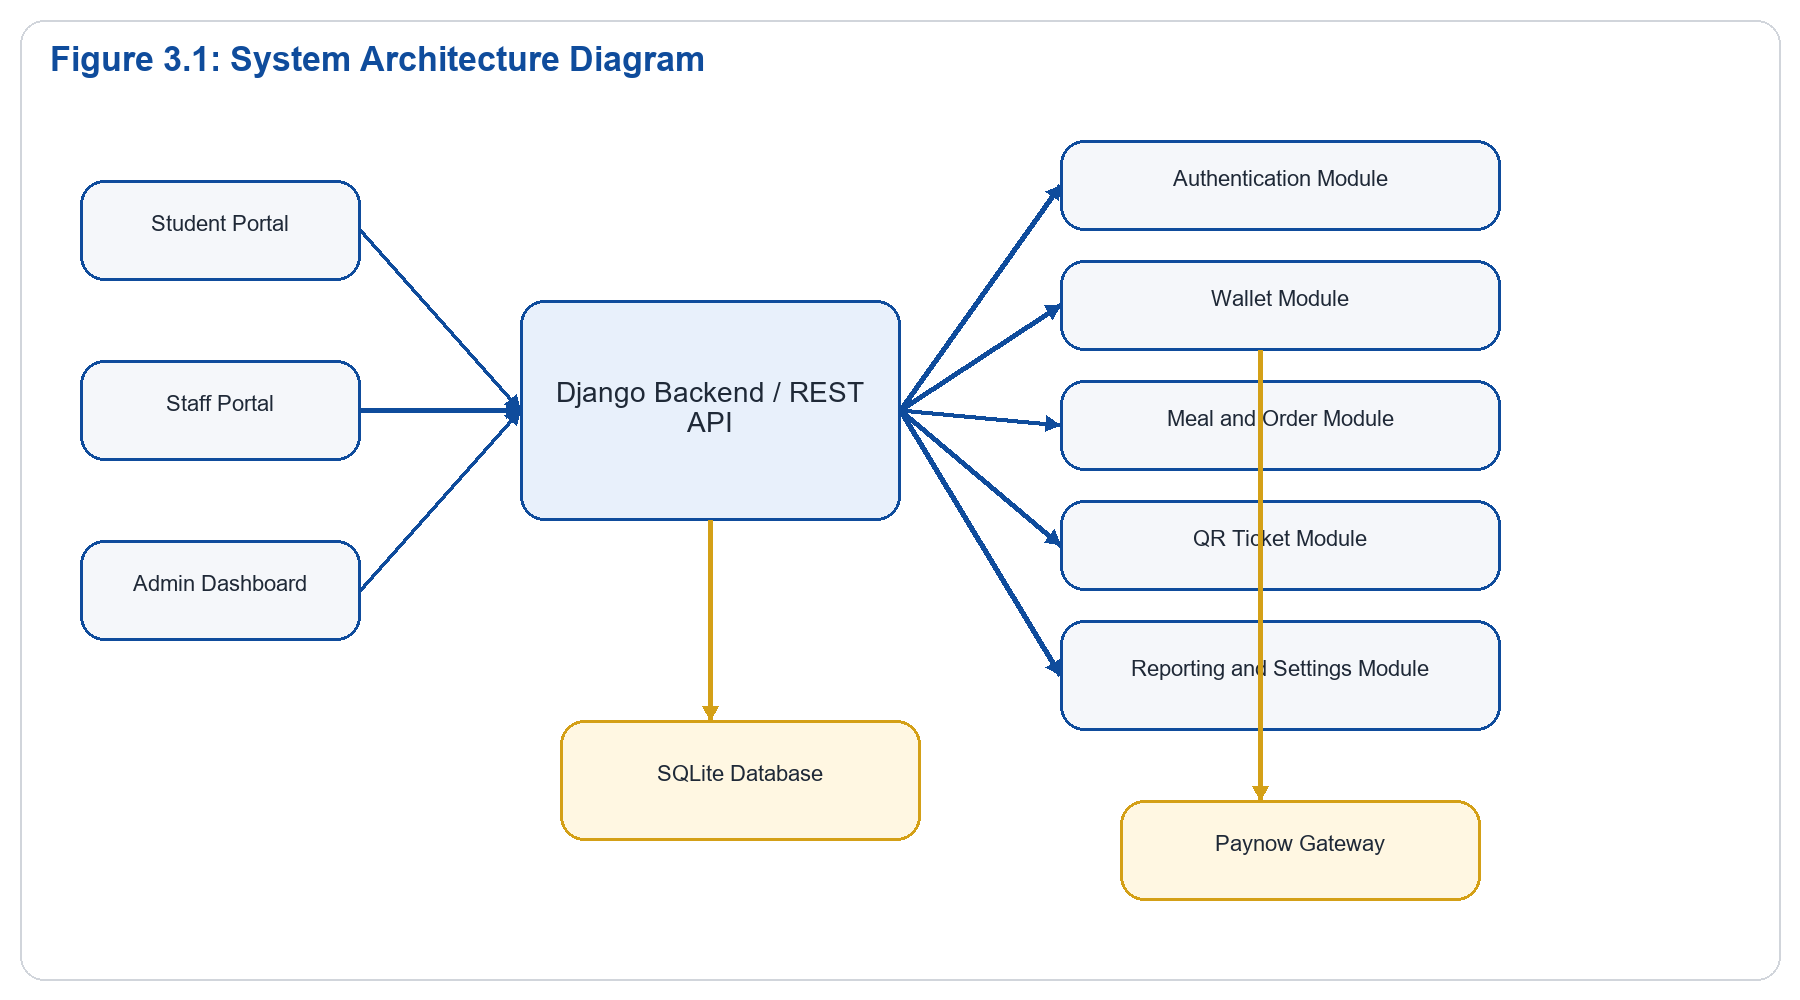 Figure 3.1: System Architecture Diagram
Student Portal
Staff Portal
Admin Dashboard
Django Backend / REST
API
SQLite Database
Authentication Module
Wallet Module
Meal and Order Module
QR Ticket Module
Reporting and Settings Module
Paynow Gateway